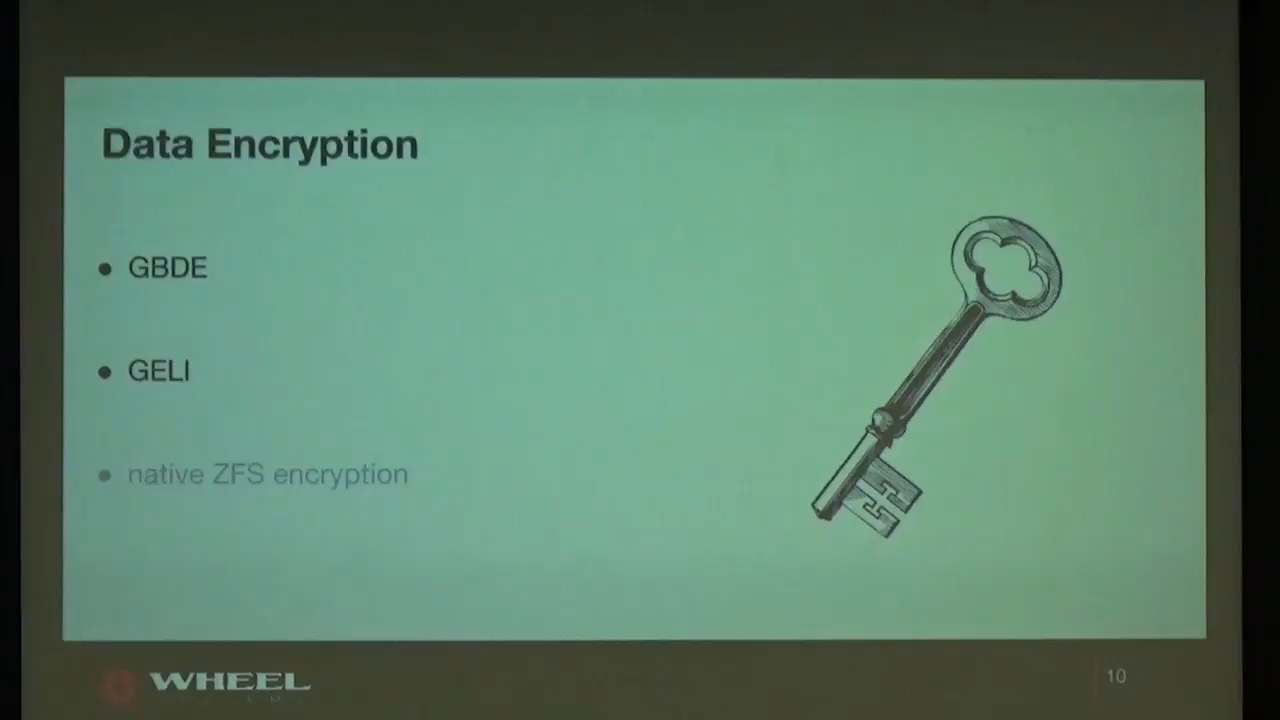 Data Encryption
• GBDE
• GELI
• native ZFS encryption
WHEEL
10